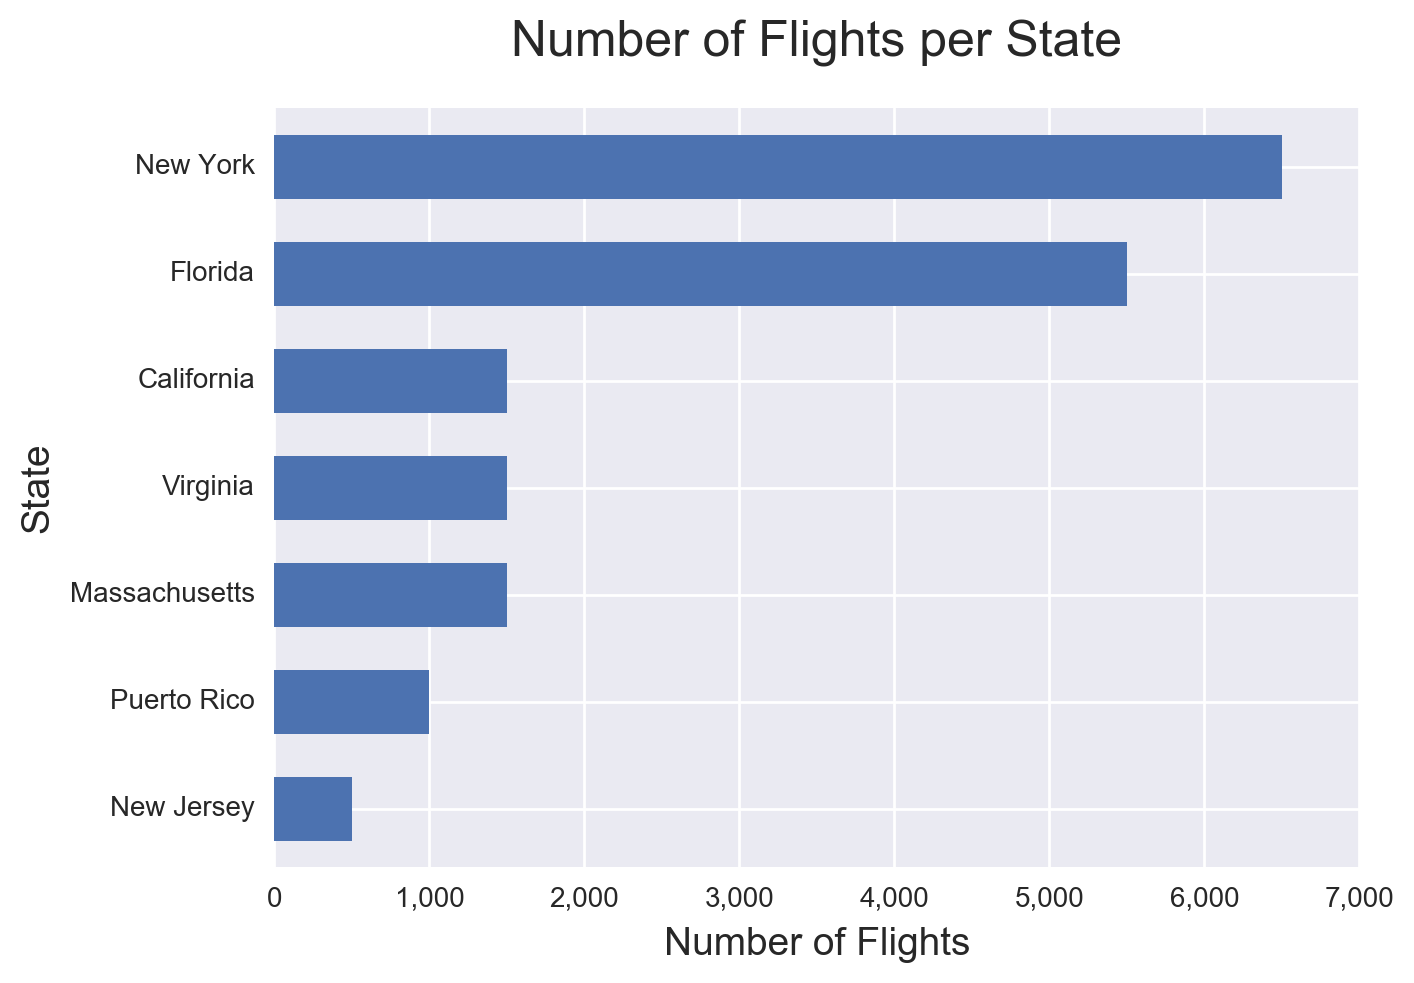 Number of Flights per State
New York
Florida
California
Virginia
Massachusetts
Puerto Rico
New Jersey
State
0 1,000 2,000 3,000 4,000 5,000 6,000 7,000
Number of Flights